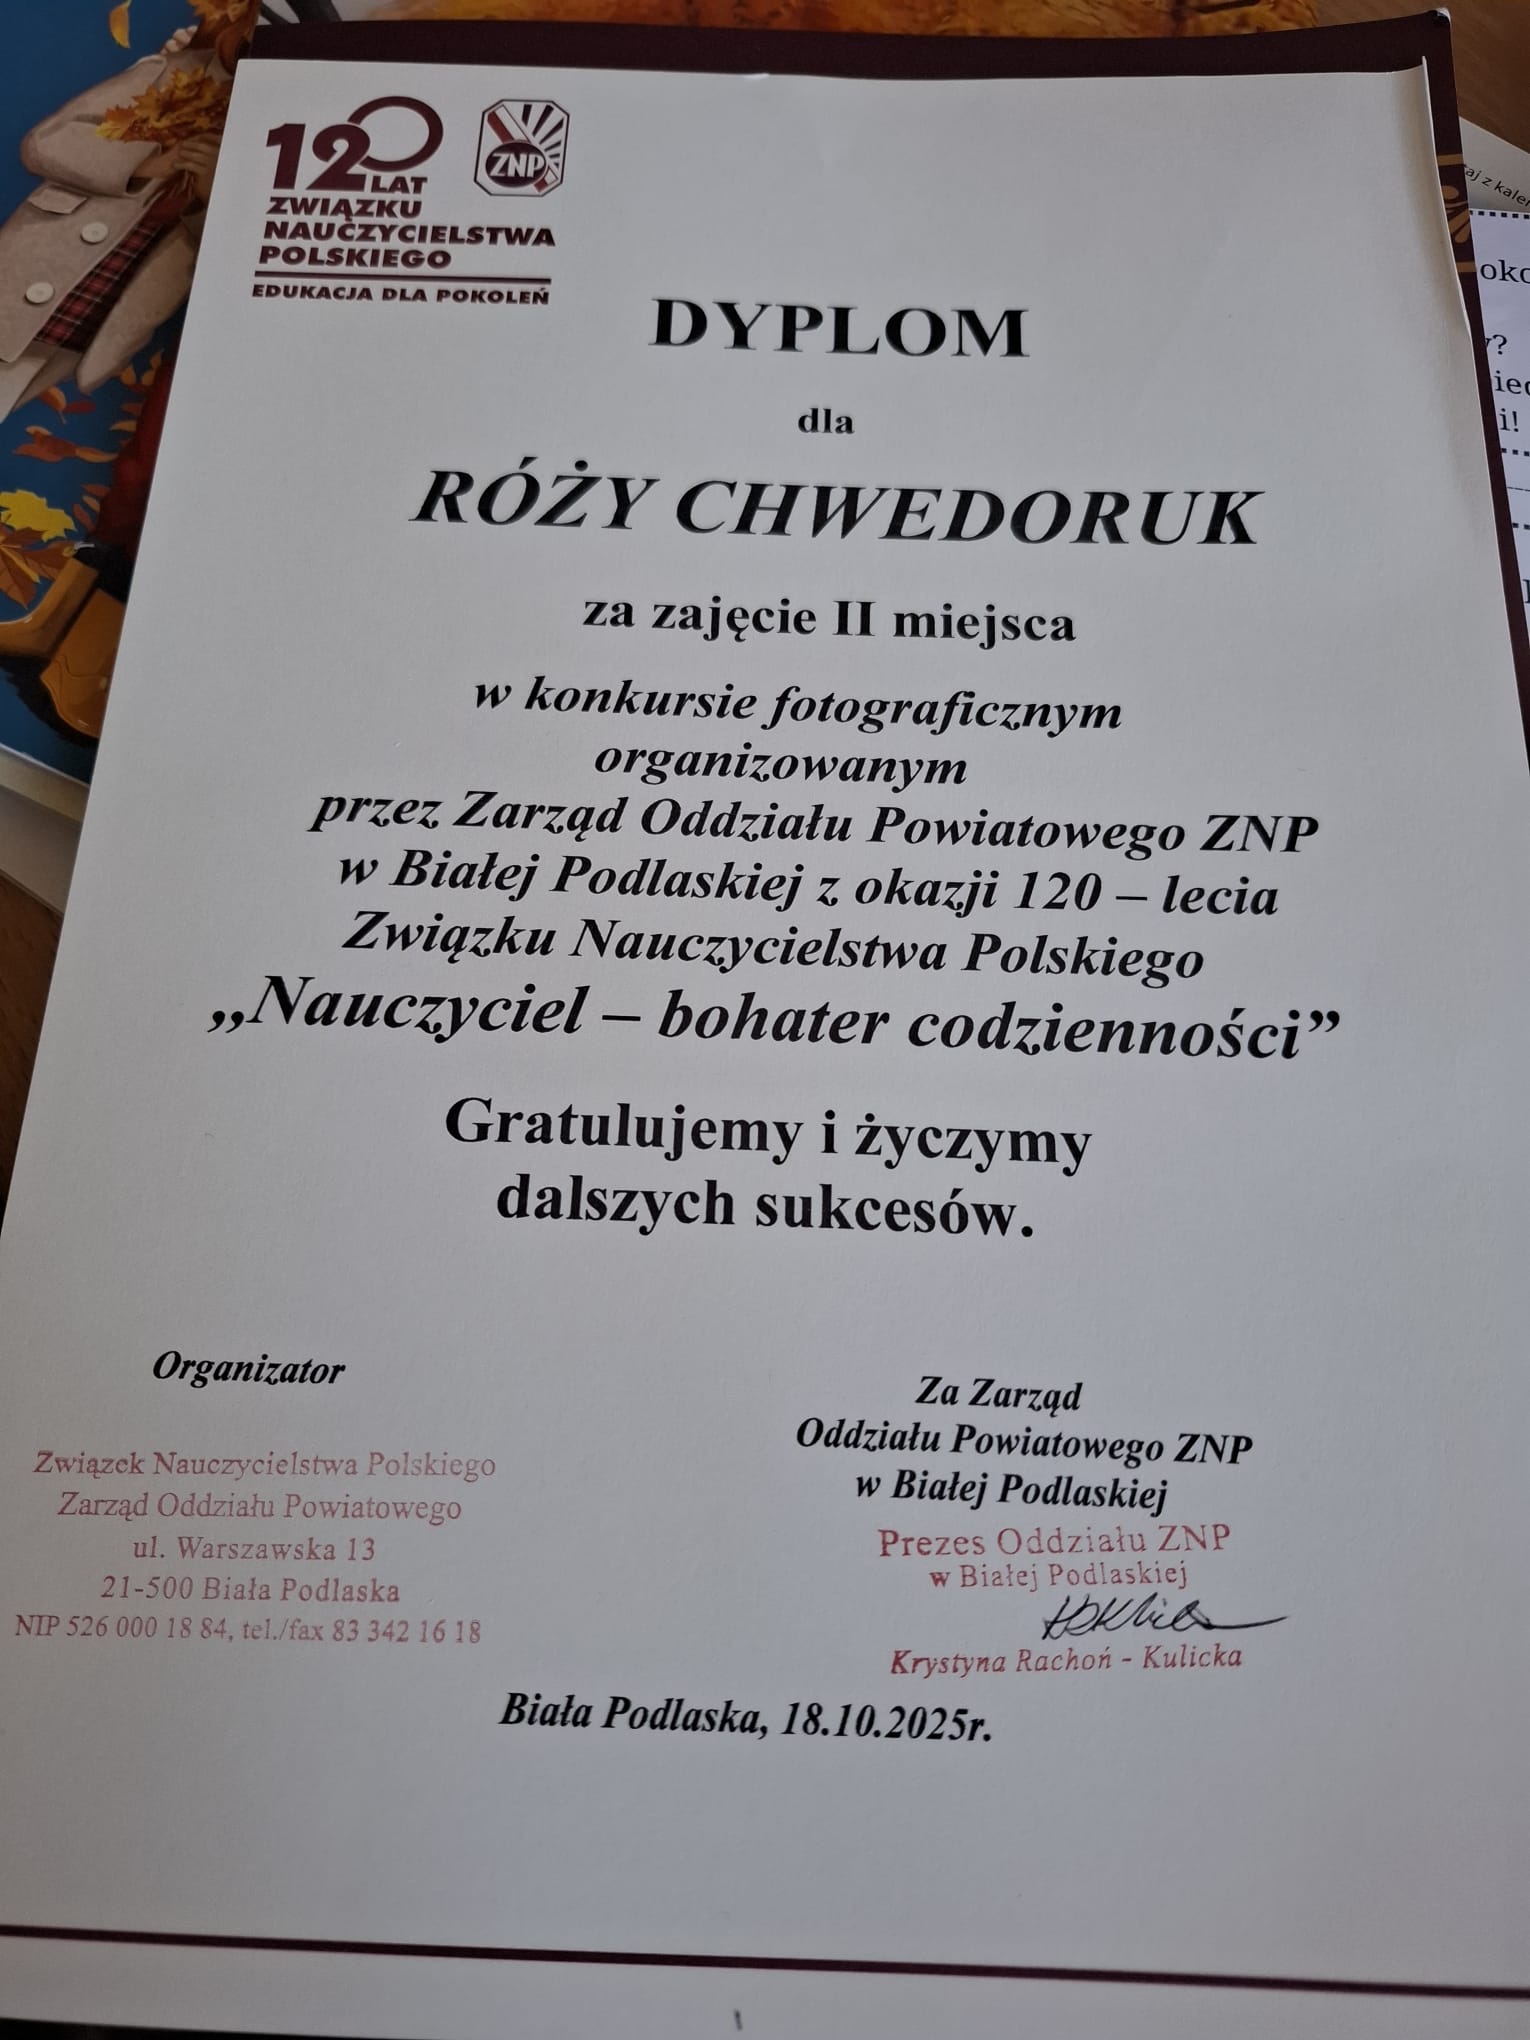 120 LAT
ZWIĄZKU
NAUCZYCIELSTWA
POLSKIEGO
EDUKACJA DLA POKOLEŃ
ZNP
DYPLOM
dla
RÓŻY CHWEDORUK
za zajęcie II miejsca
w konkursie fotograficznym
organizowanym
przez Zarząd Oddziału Powiatowego ZNP
w Białej Podlaskiej z okazji 120 – lecia
Związku Nauczycielstwa Polskiego
„Nauczyciel – bohater codzienności”
Gratulujemy i życzymy
dalszych sukcesów.
Organizator
Związek Nauczycielstwa Polskiego
Zarząd Oddziału Powiatowego
ul. Warszawska 13
21-500 Biała Podlaska
NIP 526 000 18 84, tel./fax 83 342 16 18
Za Zarząd
Oddziału Powiatowego ZNP
w Białej Podlaskiej
Prezes Oddziału ZNP
w Białej Podlaskiej
Krystyna Rachoń - Kulicka
Biała Podlaska, 18.10.2025r.